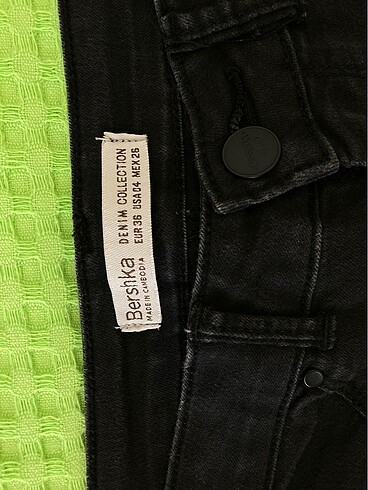 Bershka DENIM COLLECTION
MADE IN CAMBODIA EUR36 USA04 MEX26